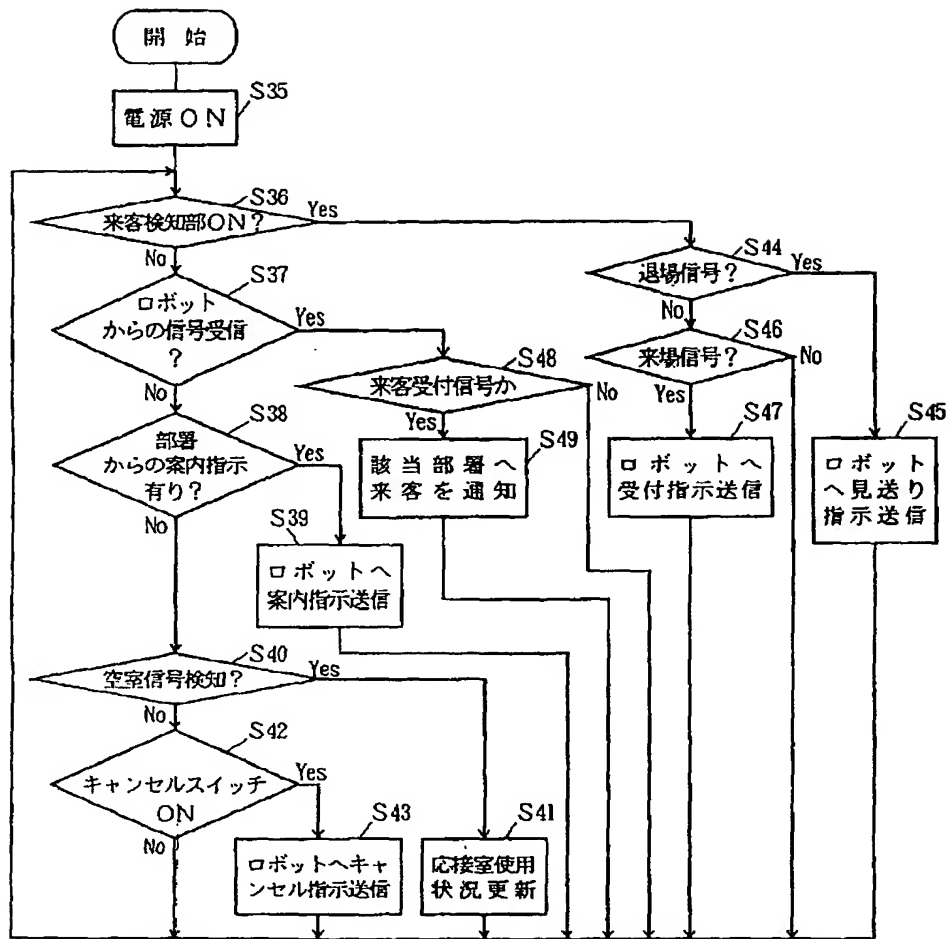 開始
S35
電源ON
S36
来客検知部ON?
Yes
No
S37
ロボット
からの信号受信
?
Yes
No
S38
部署
からの案内指示
有り?
Yes
No
S39
ロボットへ
案内指示送信
S40
空室信号検知?
Yes
No
S42
キャンセルスイッチ
ON
Yes
No
S43
ロボットへキャ
ンセル指示送信
S41
応接室使用
状況更新
S44
退場信号?
Yes
No
S46
来場信号?
No
Yes
S48
来客受付信号か
No
Yes
S49
該当部署へ
来客を通知
S47
ロボットへ
受付指示送信
S45
ロボット
へ見送り
指示送信